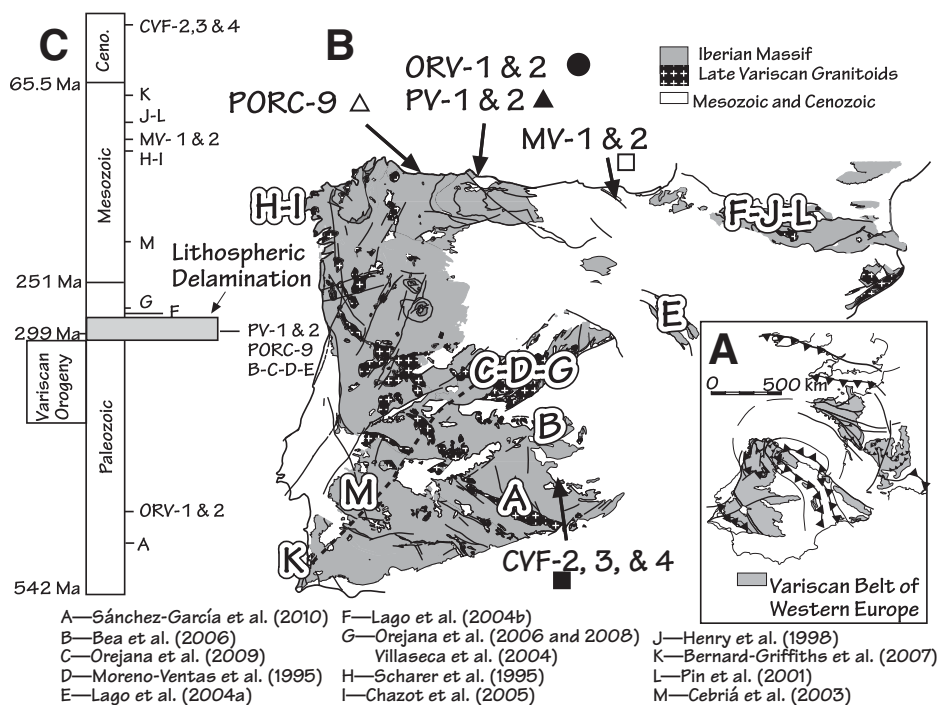 C
Ceno.
Mesozoic
Paleozoic
Variscan
Orogeny
65.5 Ma
251 Ma
299 Ma
542 Ma
CVF-2,3 & 4
K
J-L
MV- 1 & 2
H-I
M
G
F
Lithospheric
Delamination
PV-1 & 2
PORC-9
B-C-D-E
ORV-1 & 2
A
B
ORV-1 & 2
PORC-9
PV-1 & 2
MV-1 & 2
Iberian Massif
Late Variscan Granitoids
Mesozoic and Cenozoic
H-I
F-J-L
E
C-D-G
B
M
A
K
CVF-2, 3, & 4
A
0 500 km
Variscan Belt of
Western Europe
A—Sánchez-García et al. (2010)
B—Bea et al. (2006)
C—Orejana et al. (2009)
D—Moreno-Ventas et al. (1995)
E—Lago et al. (2004a)
F—Lago et al. (2004b)
G—Orejana et al. (2006 and 2008)
Villaseca et al. (2004)
H—Scharer et al. (1995)
I—Chazot et al. (2005)
J—Henry et al. (1998)
K—Bernard-Griffiths et al. (2007)
L—Pin et al. (2001)
M—Cebriá et al. (2003)